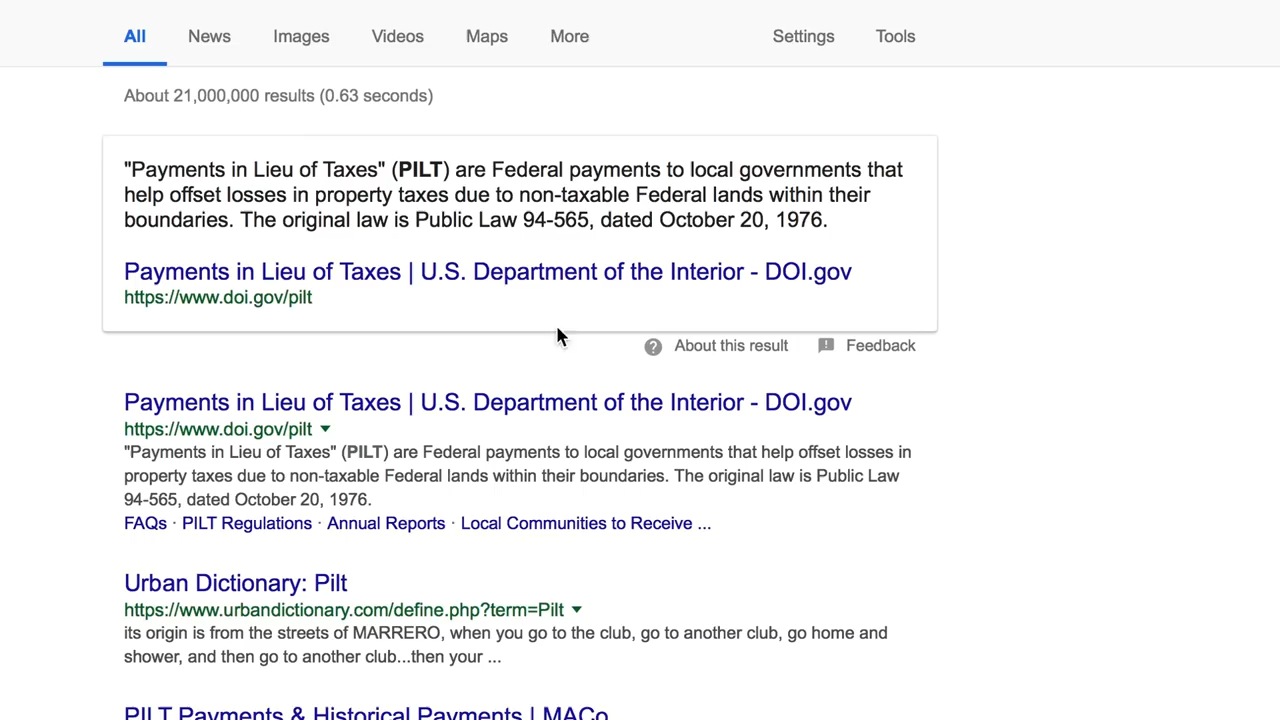 All News Images Videos Maps More Settings Tools
About 21,000,000 results (0.63 seconds)
"Payments in Lieu of Taxes" (PILT) are Federal payments to local governments that
help offset losses in property taxes due to non-taxable Federal lands within their
boundaries. The original law is Public Law 94-565, dated October 20, 1976.
Payments in Lieu of Taxes | U.S. Department of the Interior - DOI.gov
https://www.doi.gov/pilt
About this result Feedback
Payments in Lieu of Taxes | U.S. Department of the Interior - DOI.gov
https://www.doi.gov/pilt
"Payments in Lieu of Taxes" (PILT) are Federal payments to local governments that help offset losses in
property taxes due to non-taxable Federal lands within their boundaries. The original law is Public Law
94-565, dated October 20, 1976.
FAQs · PILT Regulations · Annual Reports · Local Communities to Receive ...
Urban Dictionary: Pilt
https://www.urbandictionary.com/define.php?term=Pilt
its origin is from the streets of MARRERO, when you go to the club, go to another club, go home and
shower, and then go to another club...then your ...
PILT Payments & Historical Payments | MACo